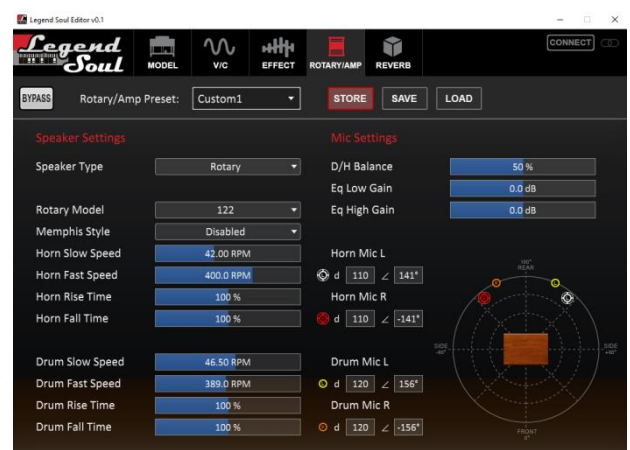 Legend Soul Editor v0.1
Legend
Soul
MODEL
V/C
EFFECT
ROTARY/AMP
REVERB
CONNECT
BYPASS
Rotary/Amp Preset:
Custom1
STORE
SAVE
LOAD
Speaker Settings
Speaker Type
Rotary
Rotary Model
122
Memphis Style
Disabled
Horn Slow Speed
42.00 RPM
Horn Fast Speed
400.0 RPM
Horn Rise Time
100 %
Horn Fall Time
100 %
Drum Slow Speed
46.50 RPM
Drum Fast Speed
389.0 RPM
Drum Rise Time
100 %
Drum Fall Time
100 %
Mic Settings
D/H Balance
50 %
Eq Low Gain
0.0 dB
Eq High Gain
0.0 dB
Horn Mic L
d 110 ∠ 141°
Horn Mic R
d 110 ∠ -141°
Drum Mic L
d 120 ∠ 156°
Drum Mic R
d 120 ∠ -156°
180°
REAR
SIDE
-90°
SIDE
+90°
FRONT
0°